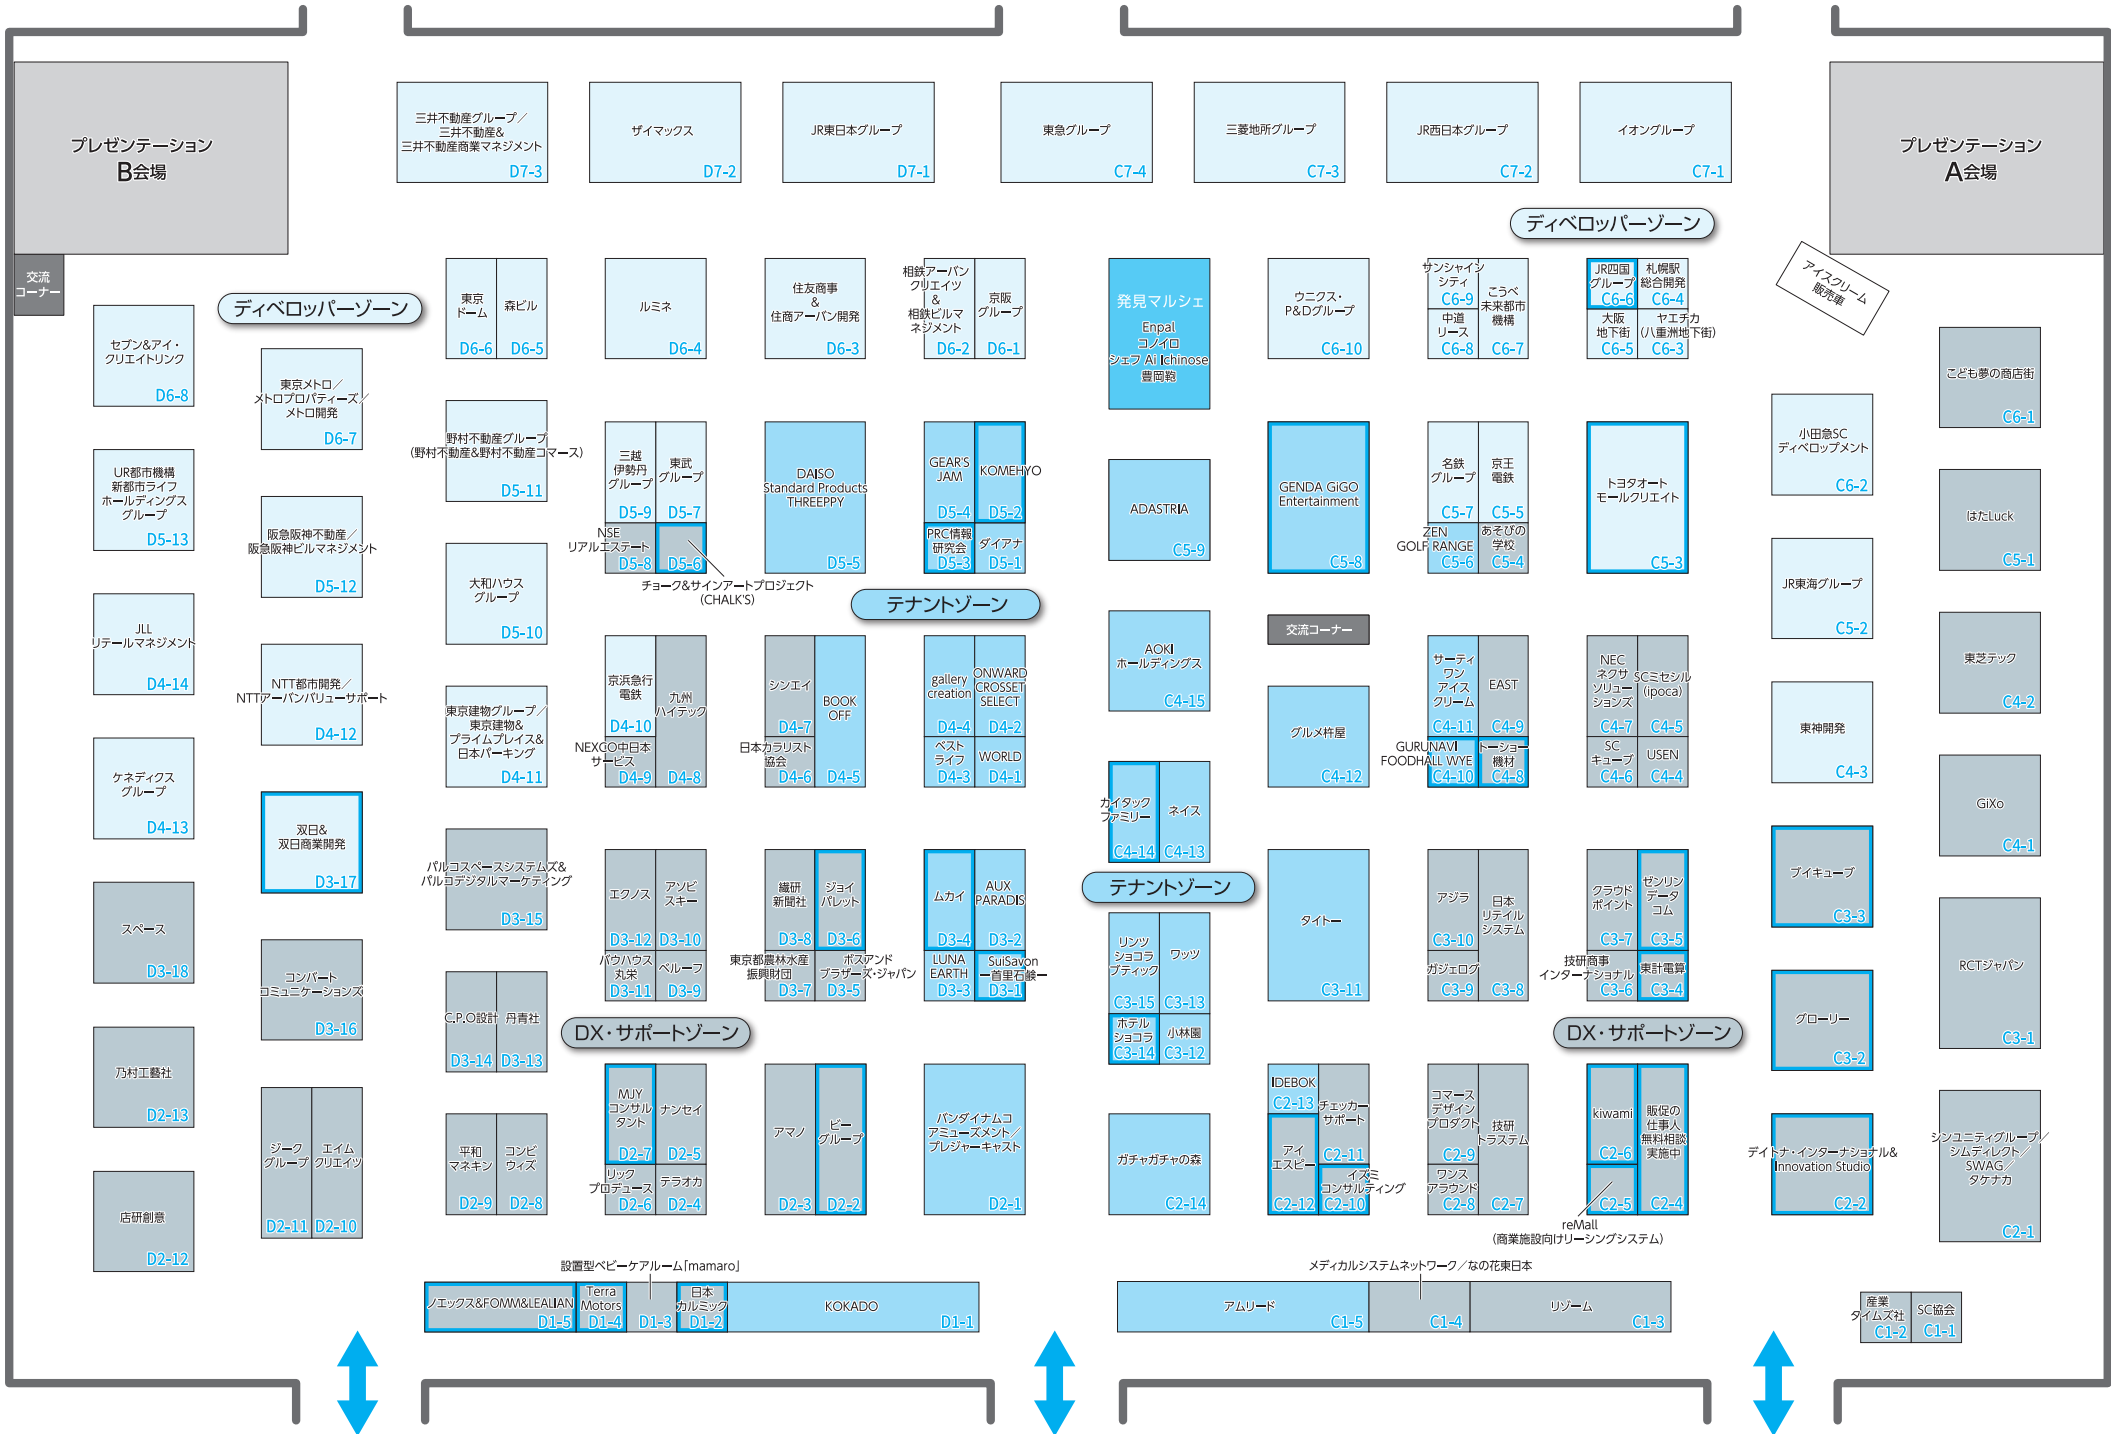 プレゼンテーション
B会場
三井不動産グループ／
三井不動産&
三井不動産商業マネジメント
D7-3
ザイマックス
D7-2
JR東日本グループ
D7-1
東急グループ
C7-4
三菱地所グループ
C7-3
JR西日本グループ
C7-2
イオングループ
C7-1
プレゼンテーション
A会場
ディベロッパーゾーン
交流
コーナー
ディベロッパーゾーン
アイスクリーム
販売車
東京
ドーム
D6-6
森ビル
D6-5
ルミネ
D6-4
住友商事
&
住商アーバン開発
D6-3
相鉄アーバン
クリエイツ
&
相鉄ビルマ
ネジメント
D6-2
京阪
グループ
D6-1
発見マルシェ
Enpal
コノイロ
シェフ Ai Ichinose
豊岡鞄
ウニクス・
P&Dグループ
C6-10
サンシャイン
シティ
C6-9
中道
リース
C6-8
こうべ
未来都市
機構
C6-7
JR四国
グループ
C6-6
札幌駅
総合開発
C6-4
大阪
地下街
C6-5
ヤエチカ
(八重洲地下街)
C6-3
セブン&アイ・
クリエイトリンク
D6-8
東京メトロ／
メトロプロパティーズ／
メトロ開発
D6-7
こども夢の商店街
C6-1
小田急SC
ディベロップメント
C6-2
野村不動産グループ
(野村不動産&野村不動産コマース)
D5-11
三越
伊勢丹
グループ
D5-9
東武
グループ
D5-7
NSE
リアルエステート
D5-8
D5-6
チョーク&サインアートプロジェクト
(CHALK'S)
DAISO
Standard Products
THREEPPY
D5-5
GEAR'S
JAM
D5-4
KOMEHYO
D5-2
PRC情報
研究会
D5-3
ダイアナ
D5-1
ADASTRIA
C5-9
GENDA GiGO
Entertainment
C5-8
名鉄
グループ
C5-7
京王
電鉄
C5-5
ZEN
GOLF RANGE
C5-6
あそびの
学校
C5-4
トヨタオート
モールクリエイト
C5-3
はたLuck
C5-1
UR都市機構
新都市ライフ
ホールディングス
グループ
D5-13
阪急阪神不動産／
阪急阪神ビルマネジメント
D5-12
大和ハウス
グループ
D5-10
テナントゾーン
JR東海グループ
C5-2
JLL
リテールマネジメント
D4-14
NTT都市開発／
NTTアーバンバリューサポート
D4-12
東京建物グループ／
東京建物&
プライムプレイス&
日本パーキング
D4-11
京浜急行
電鉄
D4-10
九州
ハイテック
D4-8
NEXCO中日本
サービス
D4-9
シンエイ
D4-7
日本カラリスト
協会
D4-6
BOOK
OFF
D4-5
gallery
creation
D4-4
ONWARD
CROSSET
SELECT
D4-2
ベスト
ライフ
D4-3
WORLD
D4-1
AOKI
ホールディングス
C4-15
交流コーナー
グルメ杵屋
C4-12
サーティ
ワン
アイス
クリーム
C4-11
EAST
C4-9
GURUNAVI
FOODHALL WYE
C4-10
トーショー
機材
C4-8
NEC
ネクサ
ソリュー
ションズ
C4-7
SCミセシル
(ipoca)
C4-5
SC
キューブ
C4-6
USEN
C4-4
東芝テック
C4-2
東神開発
C4-3
ケネディクス
グループ
D4-13
双日&
双日商業開発
D3-17
カイタック
ファミリー
C4-14
ネイス
C4-13
GiXo
C4-1
ブイキューブ
C3-3
スペース
D3-18
パルコスペースシステムズ&
パルコデジタルマーケティング
D3-15
エクノス
D3-12
アソビ
スキー
D3-10
バウハウス
丸栄
D3-11
ベルーフ
D3-9
繊研
新聞社
D3-8
ジョイ
パレット
D3-6
東京都農林水産
振興財団
D3-7
ボスアンド
ブラザーズ・ジャパン
D3-5
ムカイ
D3-4
AUX
PARADIS
D3-2
LUNA
EARTH
D3-3
SuiSavon
ー首里石鹸ー
D3-1
テナントゾーン
リンツ
ショコラ
ブティック
C3-15
ワッツ
C3-13
ホテル
ショコラ
C3-14
小林園
C3-12
タイトー
C3-11
アジラ
C3-10
ガジェログ
C3-9
日本
リテイル
システム
C3-8
クラウド
ポイント
C3-7
ゼンリン
データ
コム
C3-5
技研商事
インターナショナル
C3-6
東計電算
C3-4
RCTジャパン
C3-1
コンパート
コミュニケーションズ
D3-16
C.P.O設計
D3-14
丹青社
D3-13
DX・サポートゾーン
DX・サポートゾーン
グローリー
C3-2
乃村工藝社
D2-13
ジーク
グループ
D2-11
エイム
クリエイツ
D2-10
平和
マネキン
D2-9
コンビ
ウィズ
D2-8
MJY
コンサル
タント
D2-7
ナンセイ
D2-5
リック
プロデュース
D2-6
テラオカ
D2-4
アマノ
D2-3
ビー
グループ
D2-2
バンダイナムコ
アミューズメント／
プレジャーキャスト
D2-1
ガチャガチャの森
C2-14
IDEBOK
C2-13
チェッカー
サポート
C2-11
アイ
エスピー
C2-12
イズミ
コンサルティング
C2-10
コマース
デザイン
プロダクト
C2-9
ワンス
アラウンド
C2-8
技研
トラステム
C2-7
kiwami
C2-6
C2-5
販促の
仕事人
無料相談
実施中
C2-4
reMall
(商業施設向けリーシングシステム)
デイトナ・インターナショナル&
Innovation Studio
C2-2
シンユニティグループ／
シムディレクト／
SWAG／
タケナカ
C2-1
店研創意
D2-12
設置型ベビーケアルーム「mamaro」
ノエックス&FOMM&LEALIAN
D1-5
Terra
Motors
D1-4
D1-3
日本
カルミック
D1-2
KOKADO
D1-1
メディカルシステムネットワーク／なの花東日本
アムリード
C1-5
C1-4
リゾーム
C1-3
産業
タイムズ社
C1-2
SC協会
C1-1